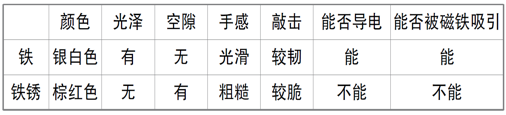 颜色 光泽 空隙 手感 敲击 能否导电 能否被磁铁吸引
铁 银白色 有 无 光滑 较韧 能 能
铁锈 棕红色 无 有 粗糙 较脆 不能 不能